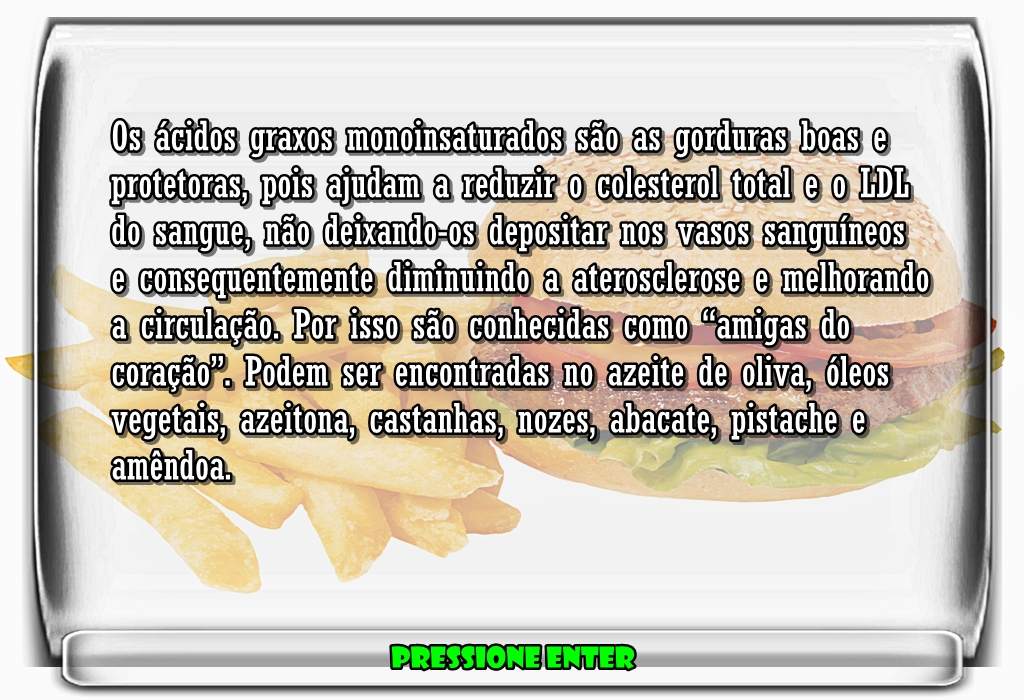 Os ácidos graxos monoinsaturados são as gorduras boas e
protetoras, pois ajudam a reduzir o colesterol total e o LDL
do sangue, não deixando-os depositar nos vasos sanguíneos
e consequentemente diminuindo a aterosclerose e melhorando
a circulação. Por isso são conhecidas como “amigas do
coração”. Podem ser encontradas no azeite de oliva, óleos
vegetais, azeitona, castanhas, nozes, abacate, pistache e
amêndoa.
PRESSIONE ENTER